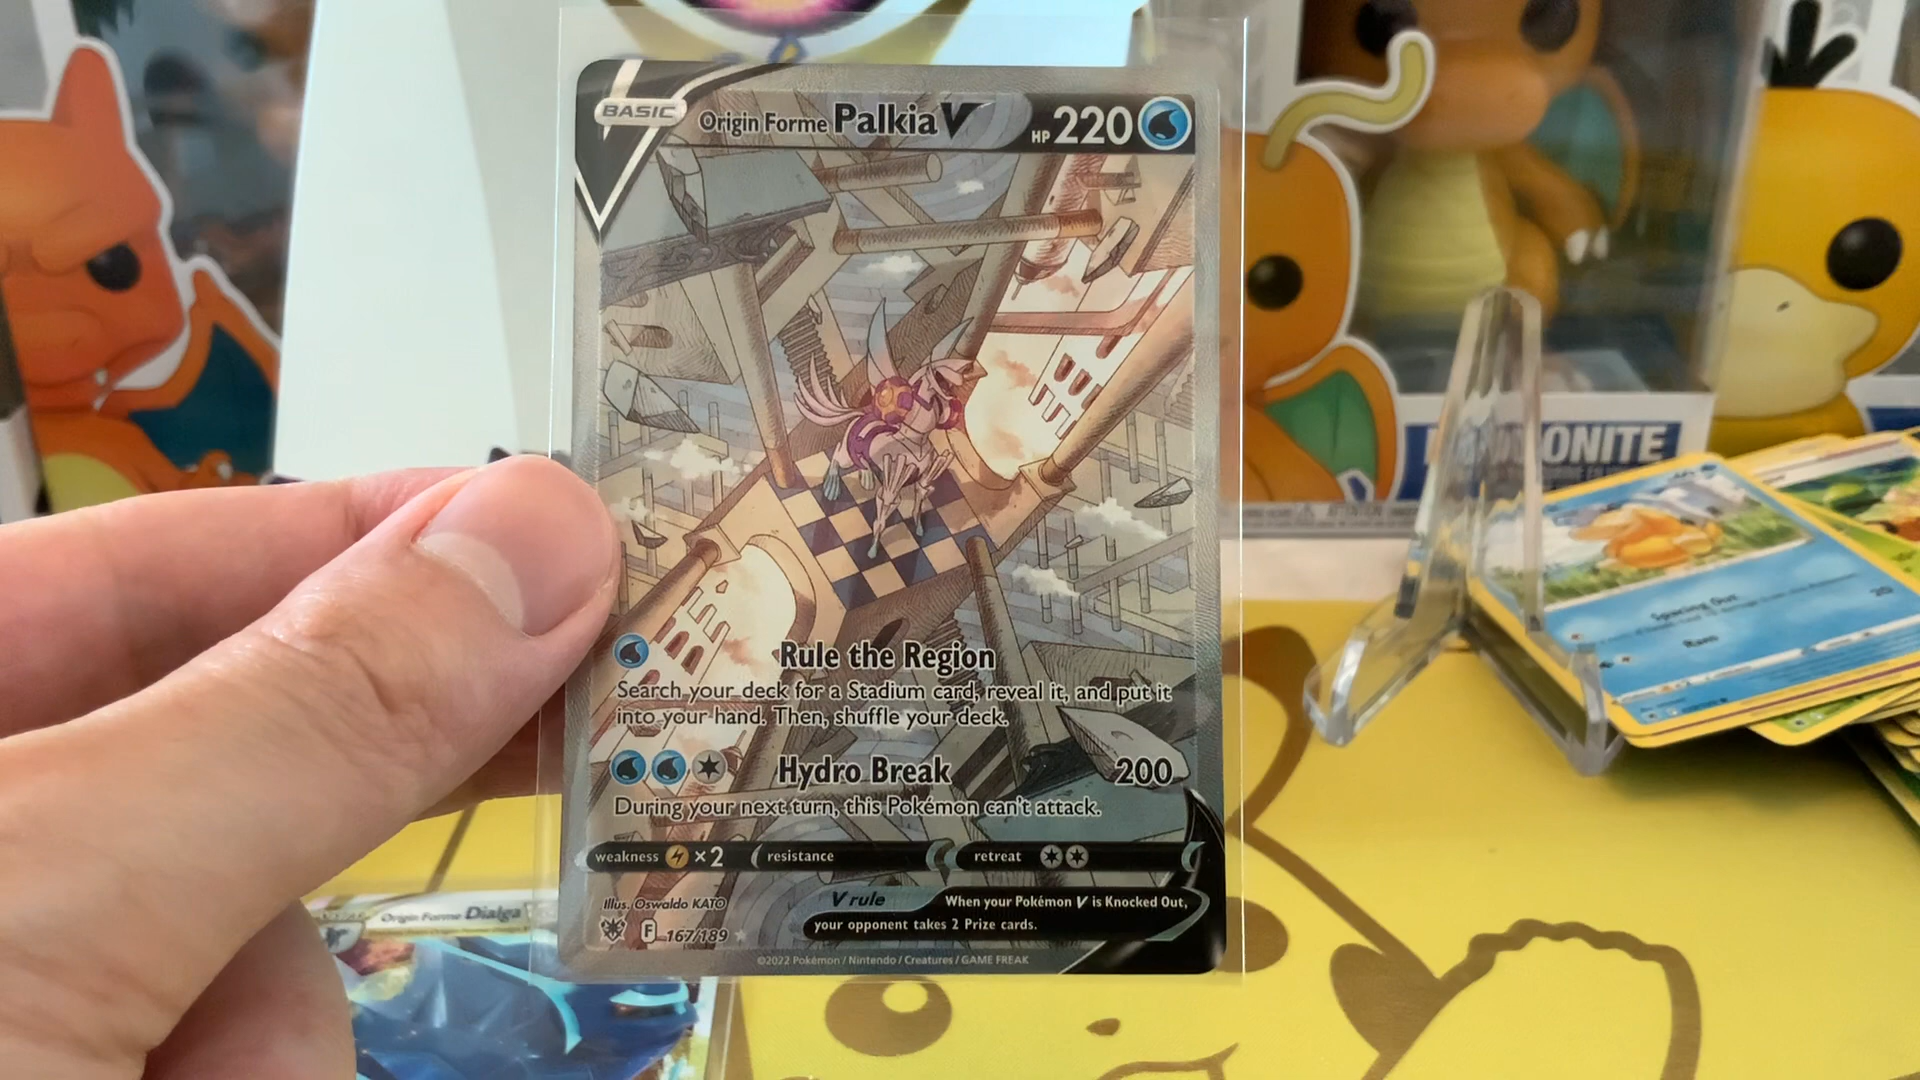 BASIC
Origin Forme Palkia V HP 220
Rule the Region
Search your deck for a Stadium card, reveal it, and put it
into your hand. Then, shuffle your deck.
Hydro Break 200
During your next turn, this Pokémon can't attack.
weakness ×2 resistance retreat
Illus. Oswaldo KATO
V rule
When your Pokémon V is Knocked Out,
your opponent takes 2 Prize cards.
F 167/189
©2022 Pokémon / Nintendo / Creatures / GAME FREAK
Origin Forme Dialga
ONITE
Spacing Out
20
Ram